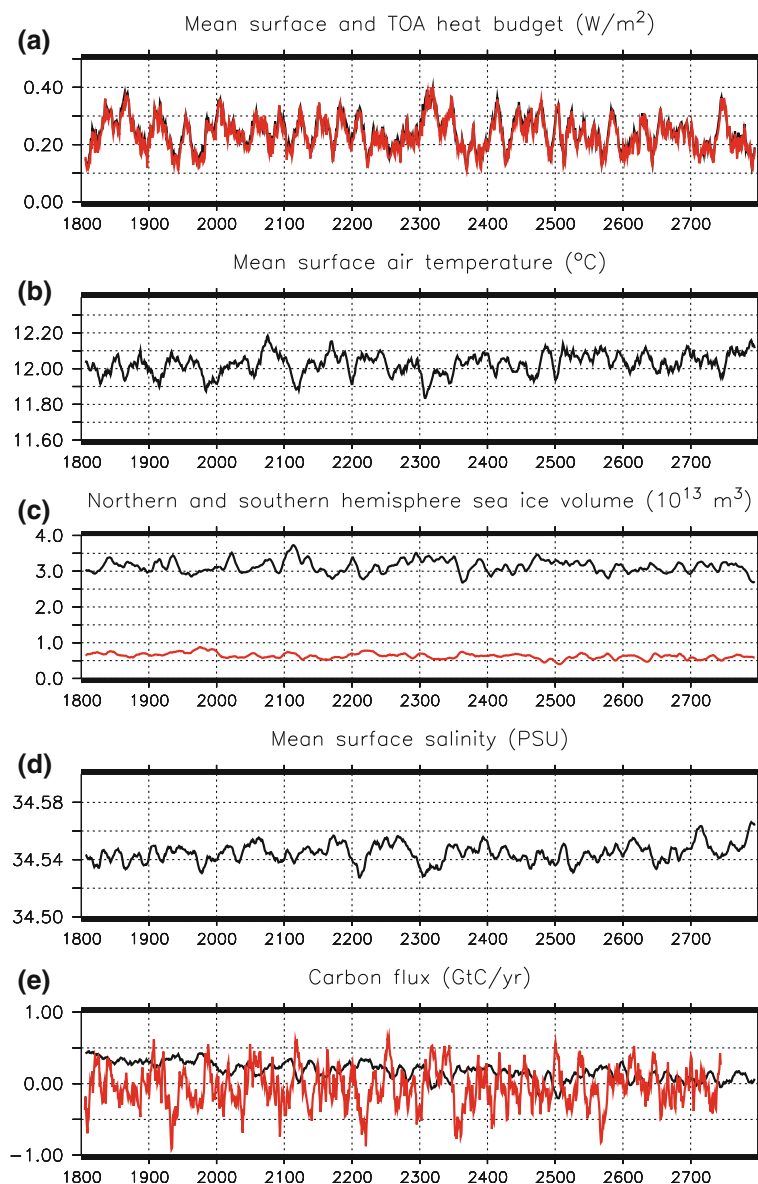 (a)
Mean surface and TOA heat budget (W/m²)
0.40
0.20
0.00
1800 1900 2000 2100 2200 2300 2400 2500 2600 2700
(b)
Mean surface air temperature (°C)
12.20
12.00
11.80
11.60
1800 1900 2000 2100 2200 2300 2400 2500 2600 2700
(c)
Northern and southern hemisphere sea ice volume (10¹³ m³)
4.0
3.0
2.0
1.0
0.0
1800 1900 2000 2100 2200 2300 2400 2500 2600 2700
(d)
Mean surface salinity (PSU)
34.58
34.54
34.50
1800 1900 2000 2100 2200 2300 2400 2500 2600 2700
(e)
Carbon flux (GtC/yr)
1.00
0.00
−1.00
1800 1900 2000 2100 2200 2300 2400 2500 2600 2700